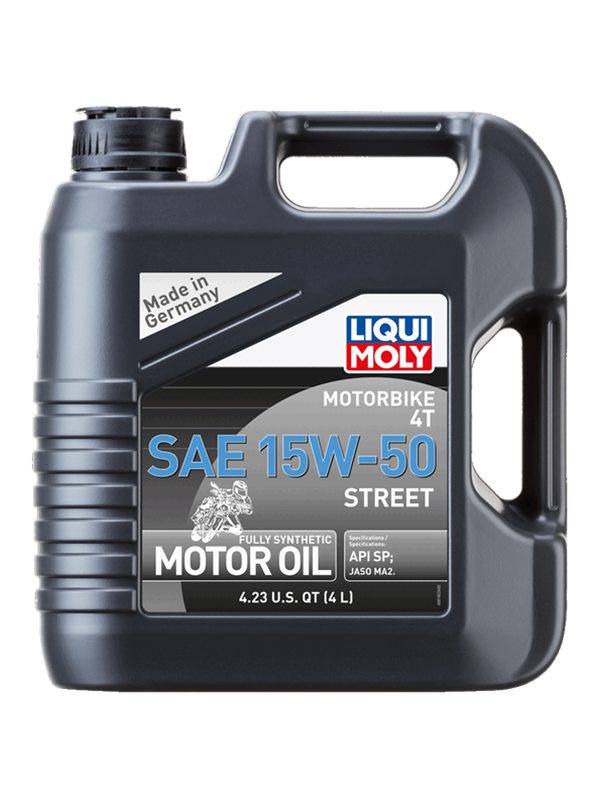 Made in
Germany
LIQUI
MOLY
MOTORBIKE
4T
SAE 15W-50
STREET
FULLY SYNTHETIC
MOTOR OIL
Specifications /
Spécifications:
API SP;
JASO MA2.
4.23 U.S. QT (4 L)